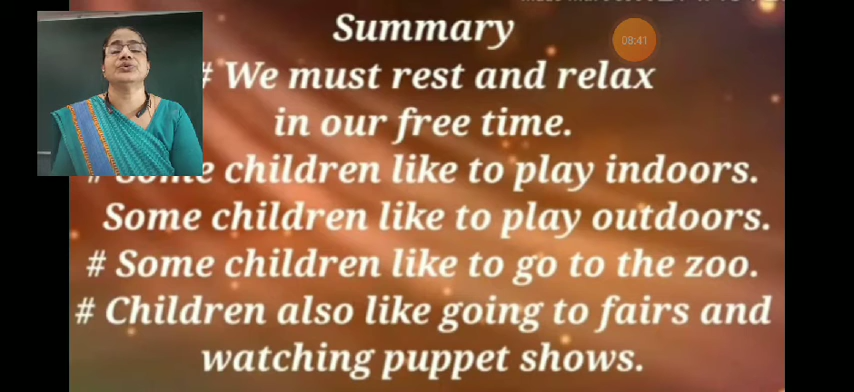 Summary
08:41
# We must rest and relax
in our free time.
# Some children like to play indoors.
Some children like to play outdoors.
# Some children like to go to the zoo.
# Children also like going to fairs and
watching puppet shows.